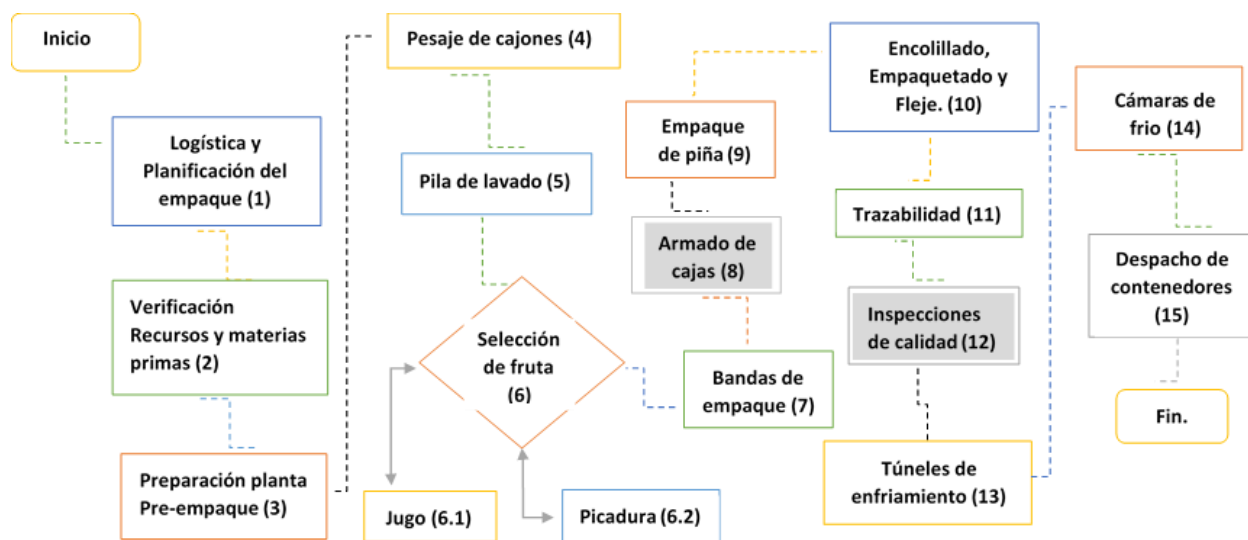 Inicio
Logística y
Planificación del
empaque (1)
Verificación
Recursos y materias
primas (2)
Preparación planta
Pre-empaque (3)
Pesaje de cajones (4)
Pila de lavado (5)
Selección
de fruta
(6)
Jugo (6.1)
Picadura (6.2)
Bandas de
empaque (7)
Armado de
cajas (8)
Empaque
de piña (9)
Encolillado,
Empaquetado y
Fleje. (10)
Trazabilidad (11)
Inspecciones
de calidad (12)
Túneles de
enfriamiento (13)
Cámaras de
frio (14)
Despacho de
contenedores
(15)
Fin.